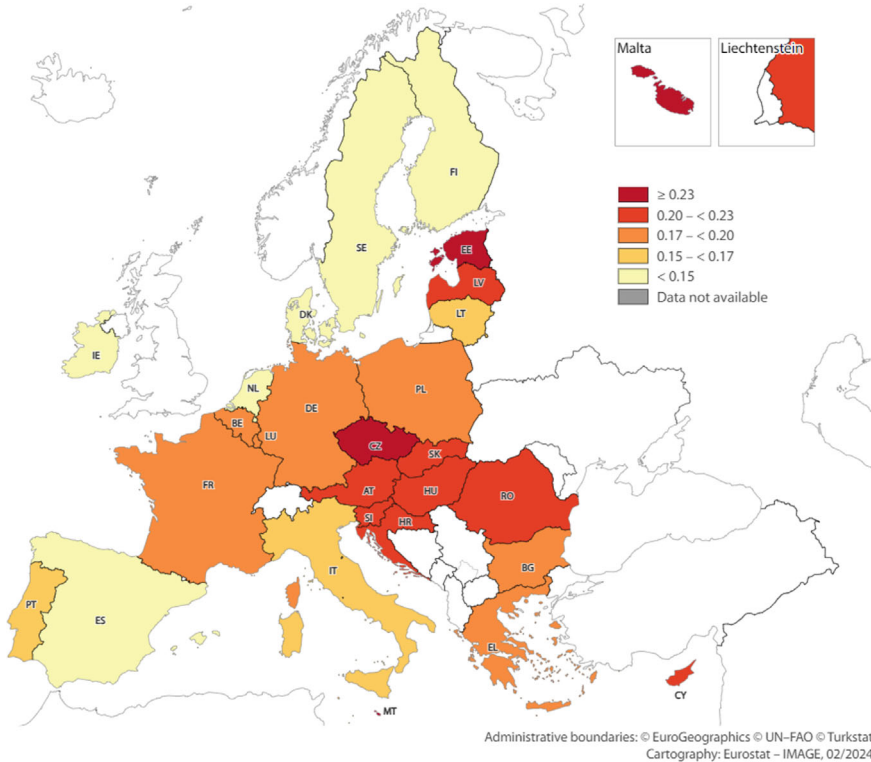 Malta
Liechtenstein
≥ 0.23
0.20 – < 0.23
0.17 – < 0.20
0.15 – < 0.17
< 0.15
Data not available
FI
SE
EE
LV
LT
DK
IE
NL
PL
DE
BE
LU
CZ
SK
FR
AT
HU
RO
SI
HR
IT
BG
PT
ES
EL
CY
MT
Administrative boundaries: © EuroGeographics © UN–FAO © Turkstat
Cartography: Eurostat – IMAGE, 02/2024